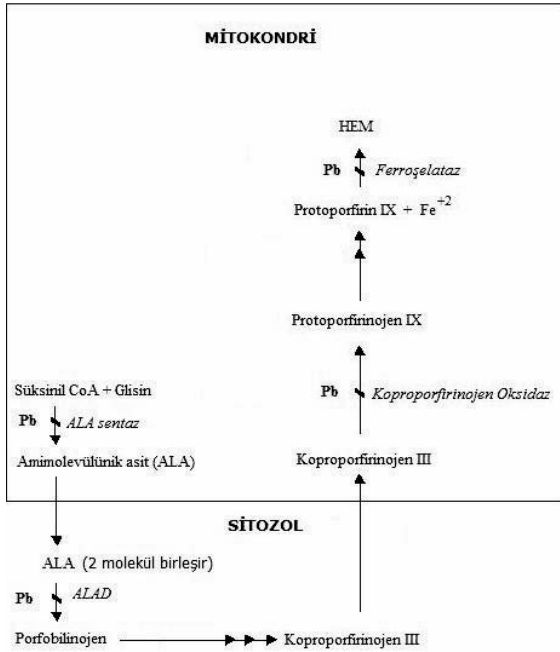 MİTOKONDRİ
HEM
Pb Ferroşelataz
Protoporfirin IX + Fe+2
Protoporfirinojen IX
Pb Koproporfirinojen Oksidaz
Koproporfirinojen III
Süksinil CoA + Glisin
Pb ALA sentaz
Amimolevülünik asit (ALA)
SİTOZOL
ALA (2 molekül birleşir)
Pb ALAD
Porfobilinojen
Koproporfirinojen III